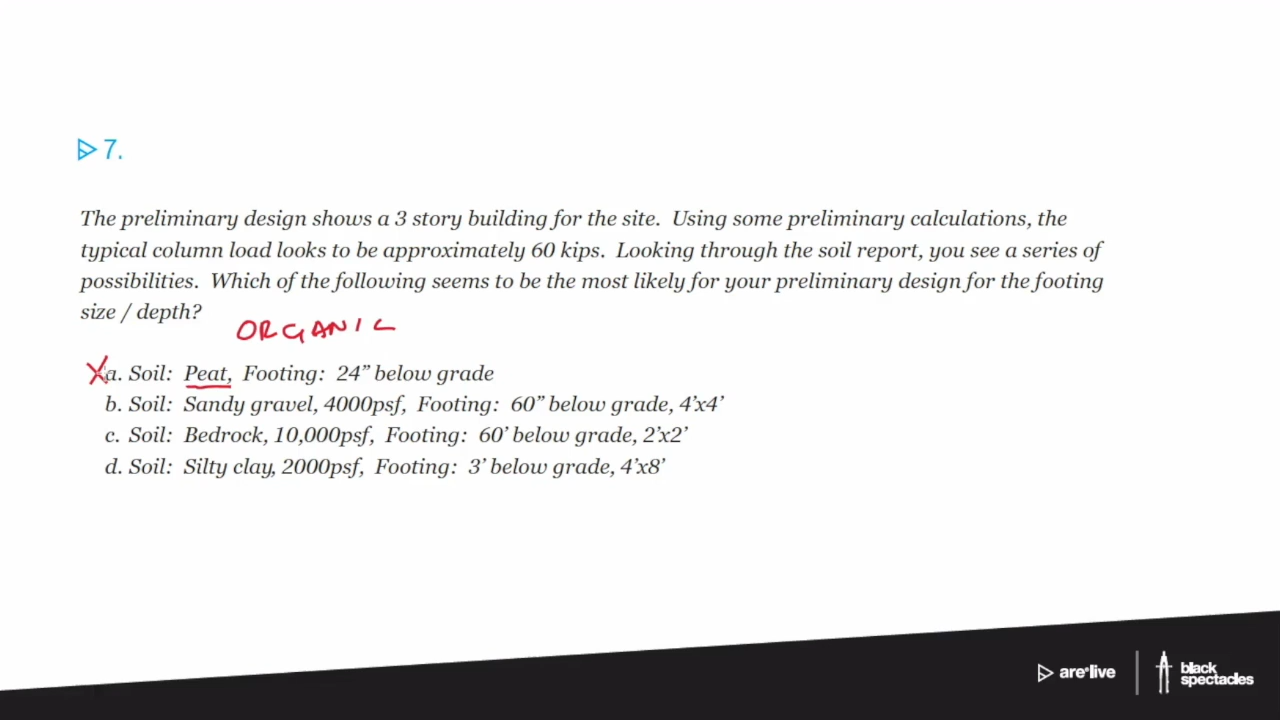 7.
The preliminary design shows a 3 story building for the site. Using some preliminary calculations, the
typical column load looks to be approximately 60 kips. Looking through the soil report, you see a series of
possibilities. Which of the following seems to be the most likely for your preliminary design for the footing
size / depth?
ORGANIC
a. Soil: Peat, Footing: 24” below grade
b. Soil: Sandy gravel, 4000psf, Footing: 60” below grade, 4’x4’
c. Soil: Bedrock, 10,000psf, Footing: 60’ below grade, 2’x2’
d. Soil: Silty clay, 2000psf, Footing: 3’ below grade, 4’x8’
are live
black
spectacles